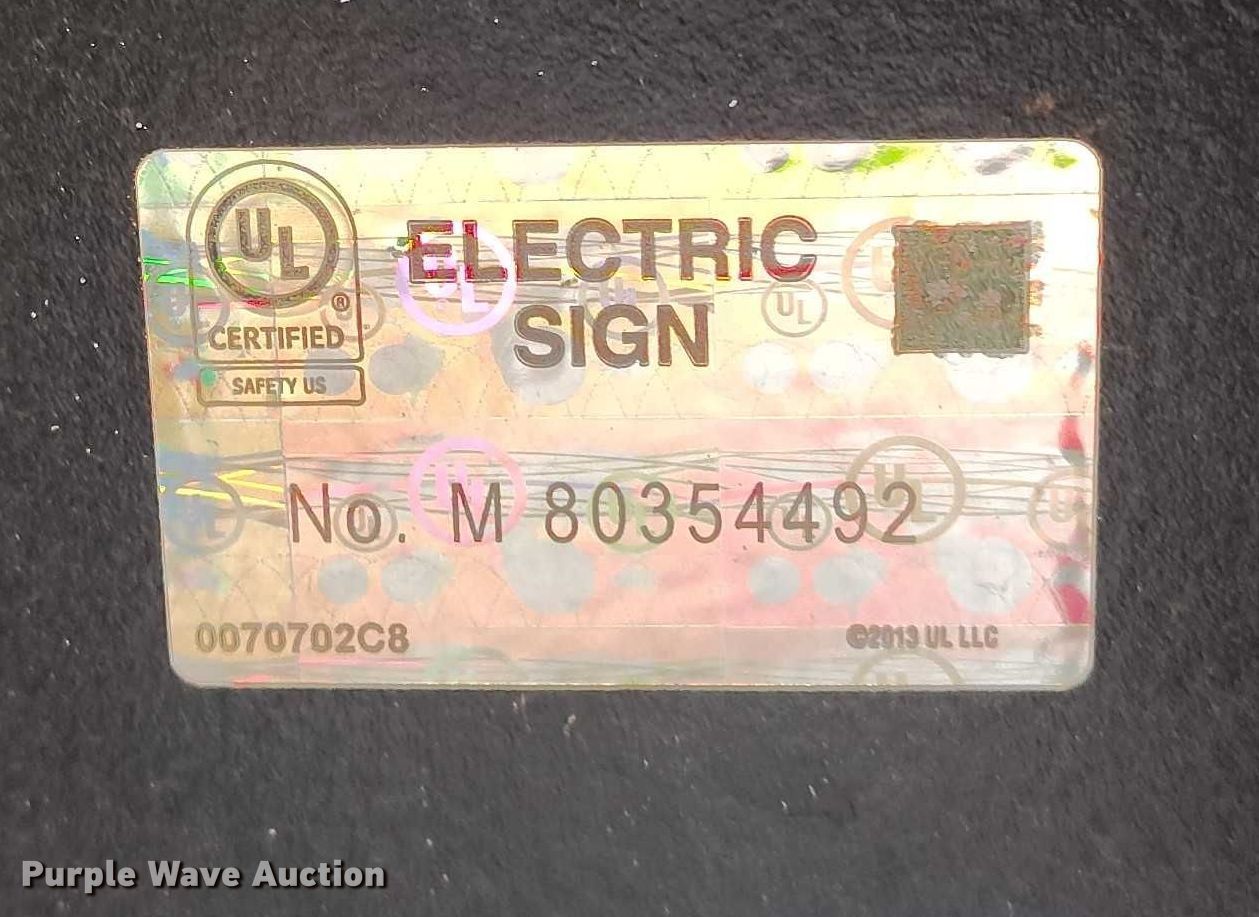 UL
®
CERTIFIED
SAFETY US
ELECTRIC
SIGN
No. M 80354492
0070702C8
©2013 UL LLC
Purple Wave Auction